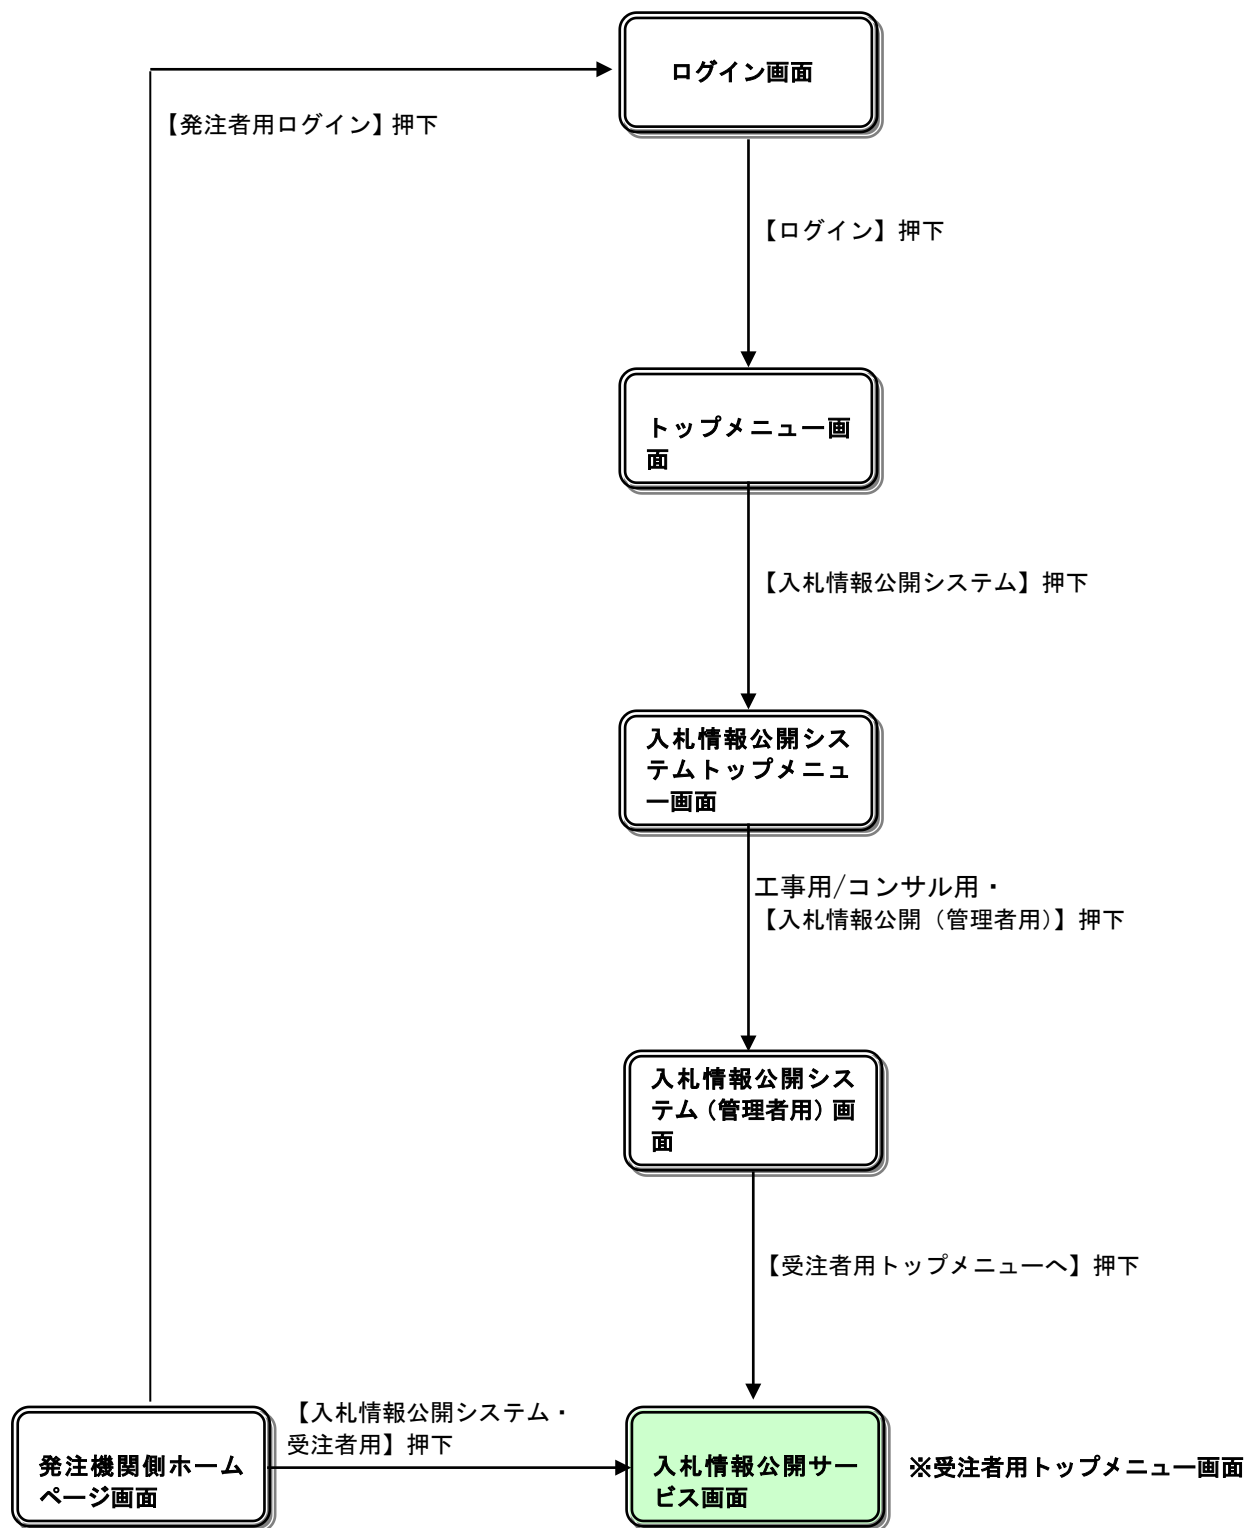 ログイン画面
【発注者用ログイン】押下
【ログイン】押下
トップメニュー画
面
【入札情報公開システム】押下
入札情報公開シス
テムトップメニュ
ー画面
工事用/コンサル用・
【入札情報公開（管理者用）】押下
入札情報公開シス
テム（管理者用）画
面
【受注者用トップメニューへ】押下
【入札情報公開システム・
受注者用】押下
発注機関側ホーム
ページ画面
入札情報公開サー
ビス画面
※受注者用トップメニュー画面